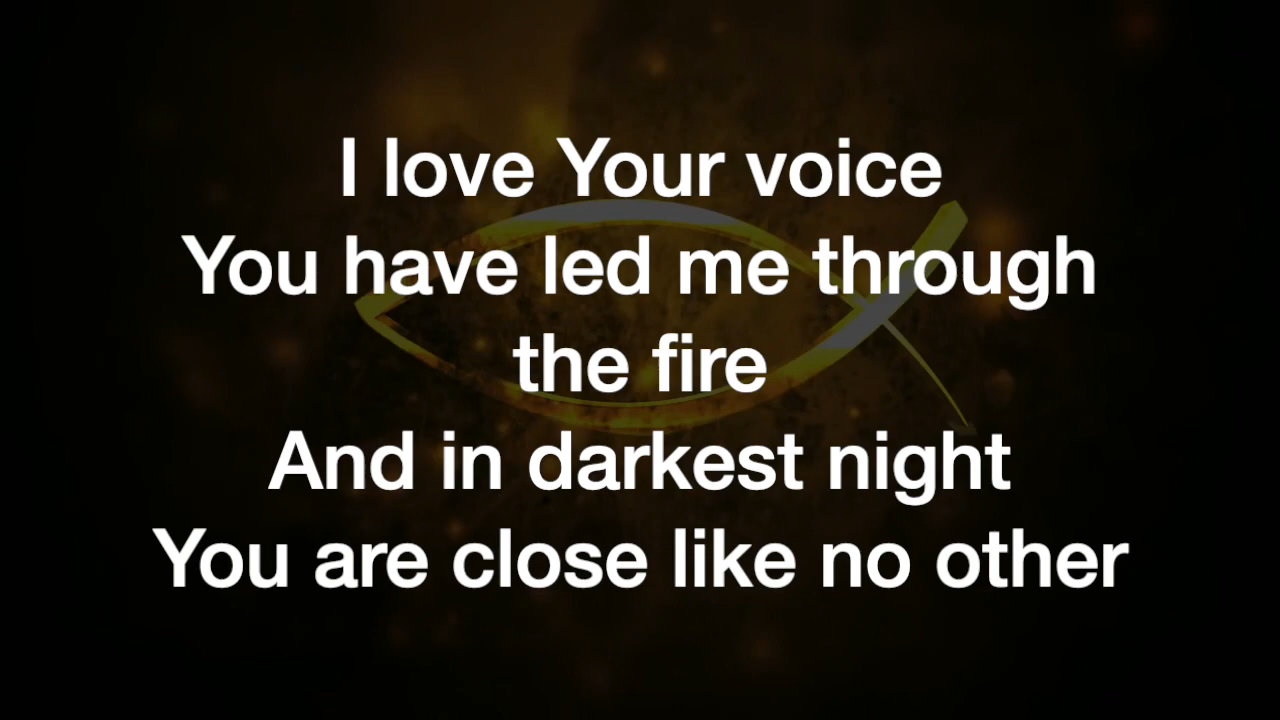 I love Your voice
You have led me through
the fire
And in darkest night
You are close like no other